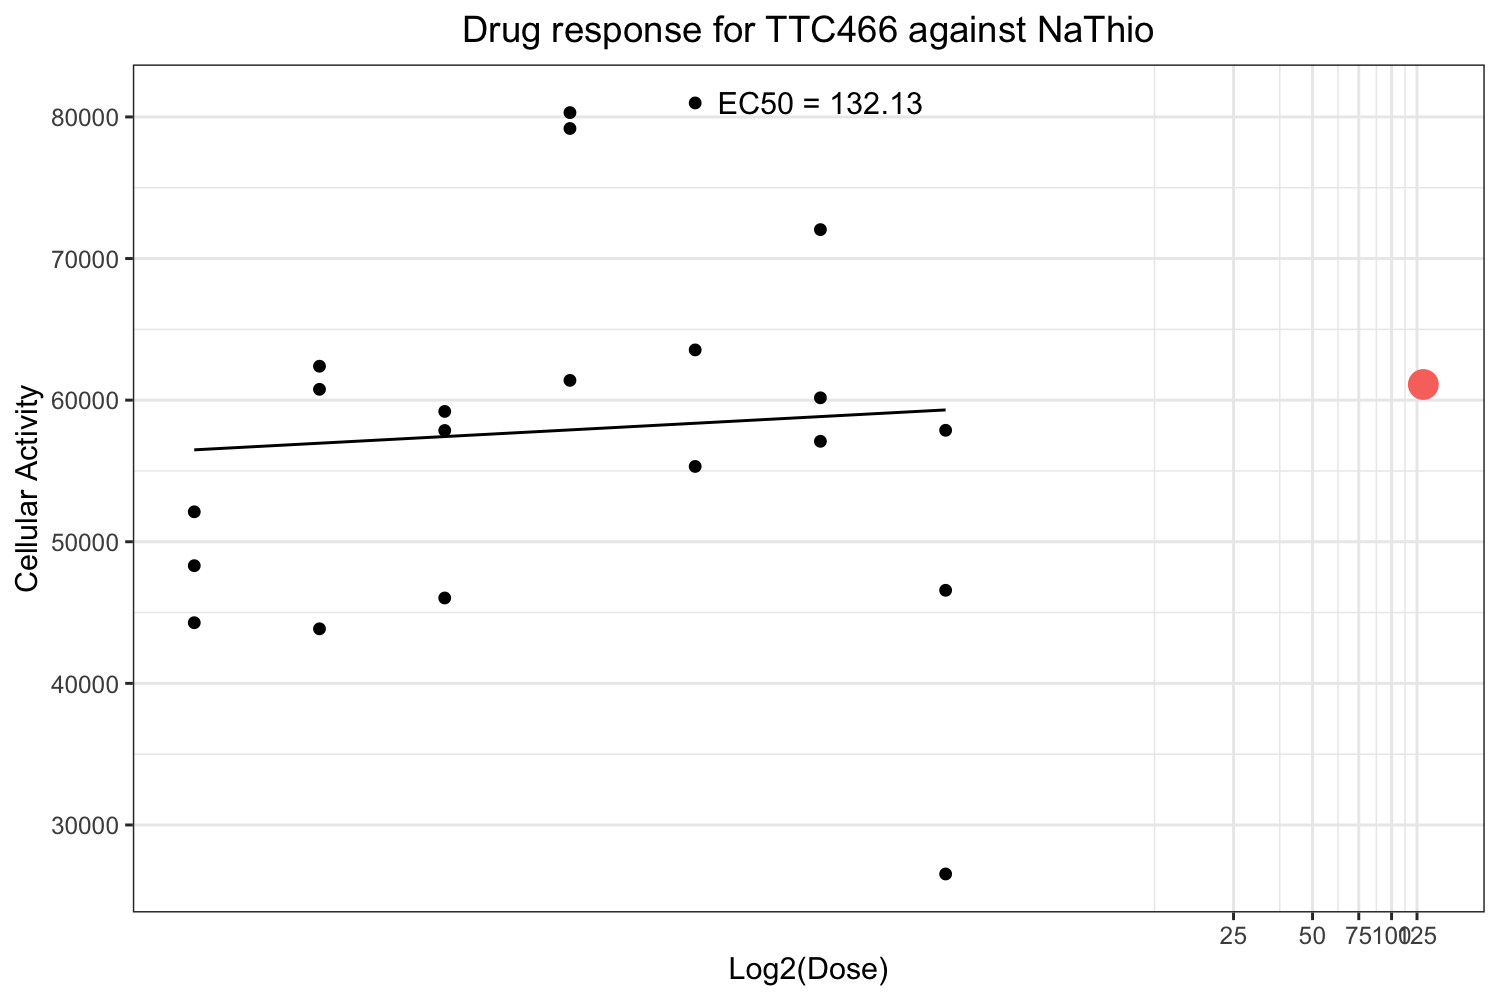 Drug response for TTC466 against NaThio
EC50 = 132.13
80000
70000
60000
50000
40000
30000
Cellular Activity
25 50 75 100 125
Log2(Dose)